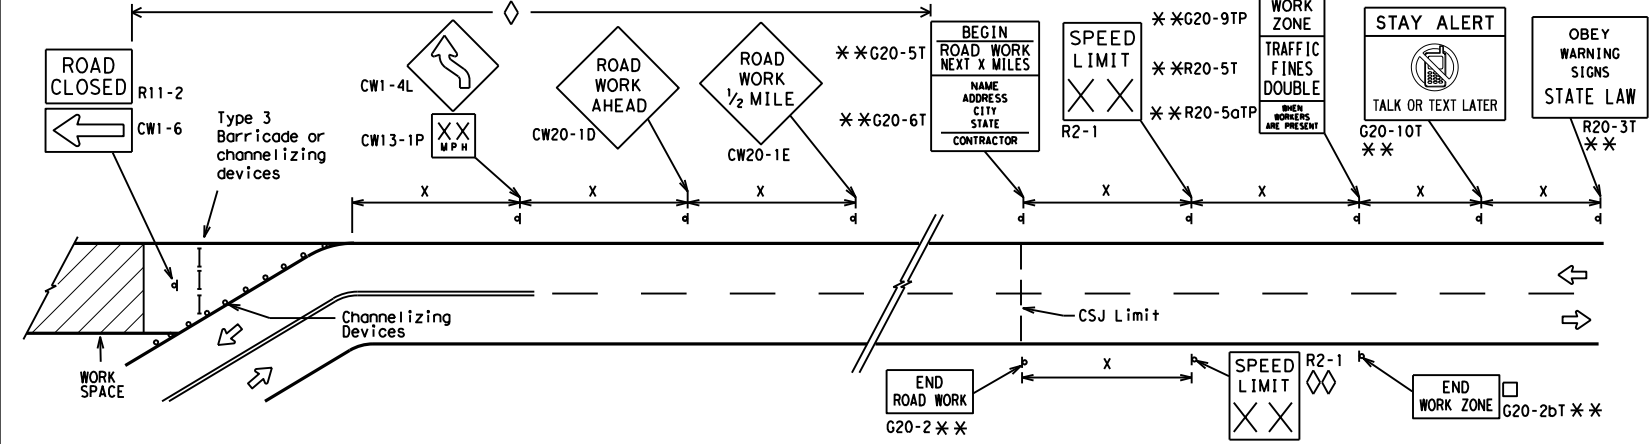 ROAD
CLOSED
R11-2
CW1-6
Type 3
Barricade or
channelizing
devices
CW1-4L
CW13-1P
XX
MPH
ROAD
WORK
AHEAD
CW20-1D
ROAD
WORK
1/2 MILE
CW20-1E
**G20-5T
**G20-6T
BEGIN
ROAD WORK
NEXT X MILES
NAME
ADDRESS
CITY
STATE
CONTRACTOR
SPEED
LIMIT
XX
R2-1
**G20-9TP
**R20-5T
**R20-5aTP
WORK
ZONE
TRAFFIC
FINES
DOUBLE
WHEN
WORKERS
ARE PRESENT
STAY ALERT
TALK OR TEXT LATER
G20-10T
**
OBEY
WARNING
SIGNS
STATE LAW
R20-3T
**
X
X
X
X
X
X
X
Channelizing
Devices
CSJ Limit
WORK
SPACE
END
ROAD WORK
G20-2**
X
SPEED
LIMIT
XX
R2-1
END
WORK ZONE
G20-2bT**